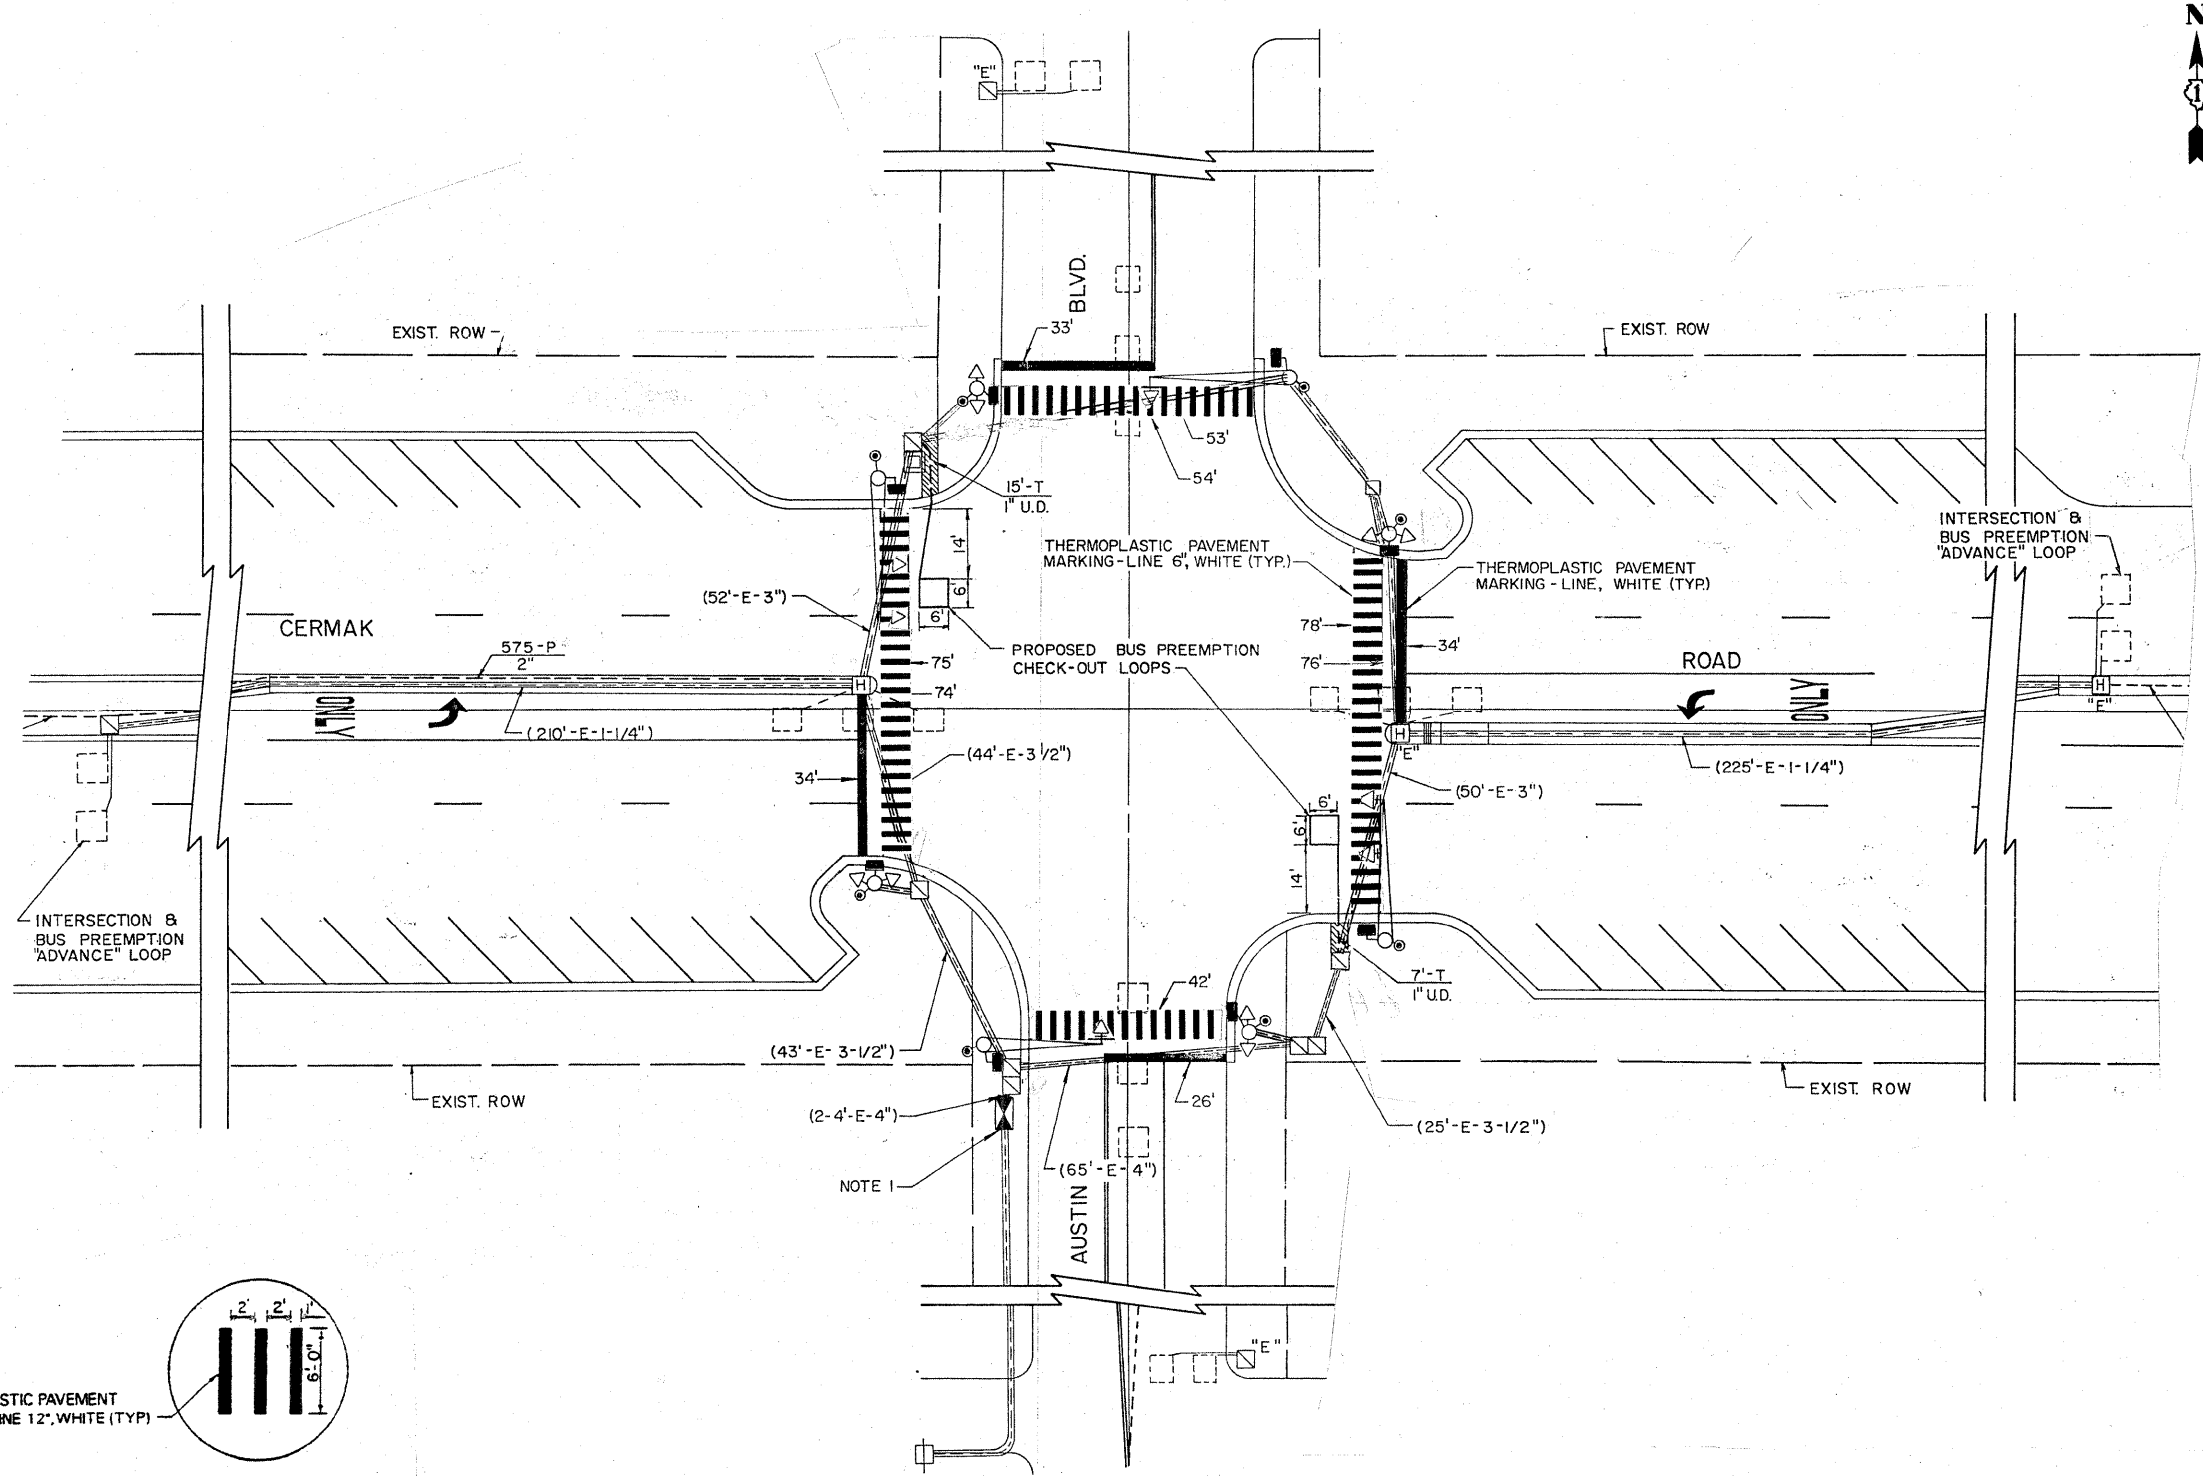 N
1
"E"
BLVD.
33'
EXIST. ROW
EXIST. ROW
53'
54'
15'-T
1" U.D.
14'
6'
6'
THERMOPLASTIC PAVEMENT
MARKING-LINE 6", WHITE (TYP.)
THERMOPLASTIC PAVEMENT
MARKING-LINE, WHITE (TYP.)
INTERSECTION &
BUS PREEMPTION
"ADVANCE" LOOP
(52'-E-3")
CERMAK
575-P
2"
75'
74'
PROPOSED BUS PREEMPTION
CHECK-OUT LOOPS
78'
76'
34'
ROAD
ONLY
ONLY
H
H
"E"
H
"E"
(210'-E-1-1/4")
(44'-E-3 1/2")
34'
(225'-E-1-1/4")
(50'-E-3")
6'
6'
14'
INTERSECTION &
BUS PREEMPTION
"ADVANCE" LOOP
7'-T
1" U.D.
42'
(43'-E-3-1/2")
EXIST. ROW
EXIST. ROW
(2-4'-E-4")
26'
(25'-E-3-1/2")
(65'-E-4")
NOTE 1
AUSTIN
"E"
2'
2'
1'
6'-0"
STIC PAVEMENT
INE 12", WHITE (TYP)